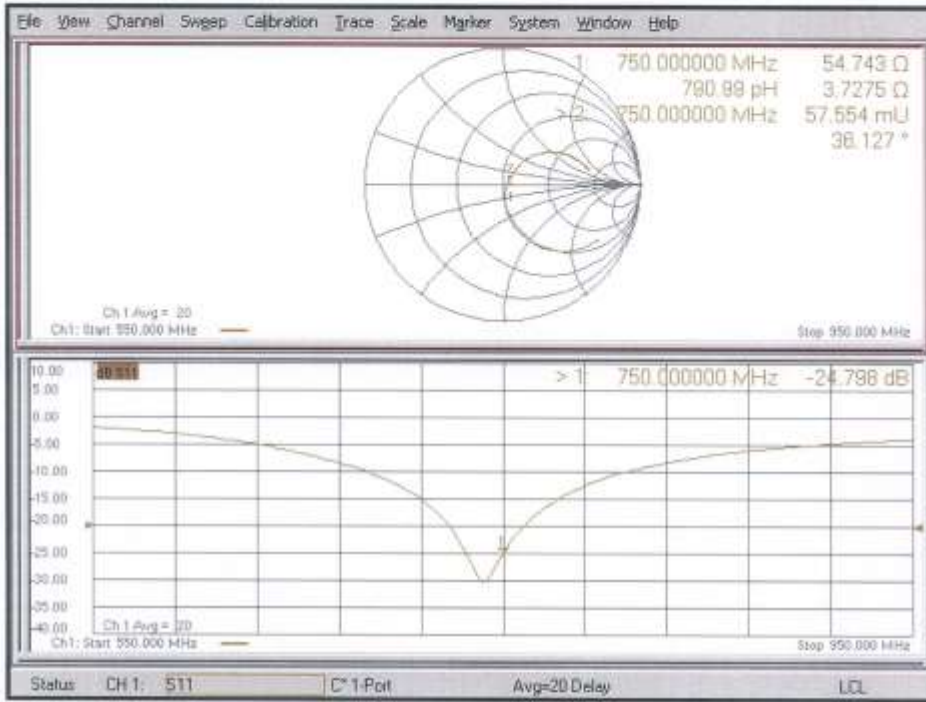 File View Channel Sweep Calibration Trace Scale Marker System Window Help
1: 750.000000 MHz 54.743 Ω
790.99 pH 3.7275 Ω
> 2: 750.000000 MHz 57.554 mU
36.127 °
Ch 1 Avg = 20
Ch1: Start 550.000 MHz
Stop 950.000 MHz
10.00
dB S11
> 1: 750.000000 MHz -24.798 dB
5.00
0.00
-5.00
-10.00
-15.00
-20.00
-25.00
1
-30.00
-35.00
-40.00
Ch 1 Avg = 20
Ch1: Start 550.000 MHz
Stop 950.000 MHz
Status CH 1: S11 C* 1-Port Avg=20 Delay LCL